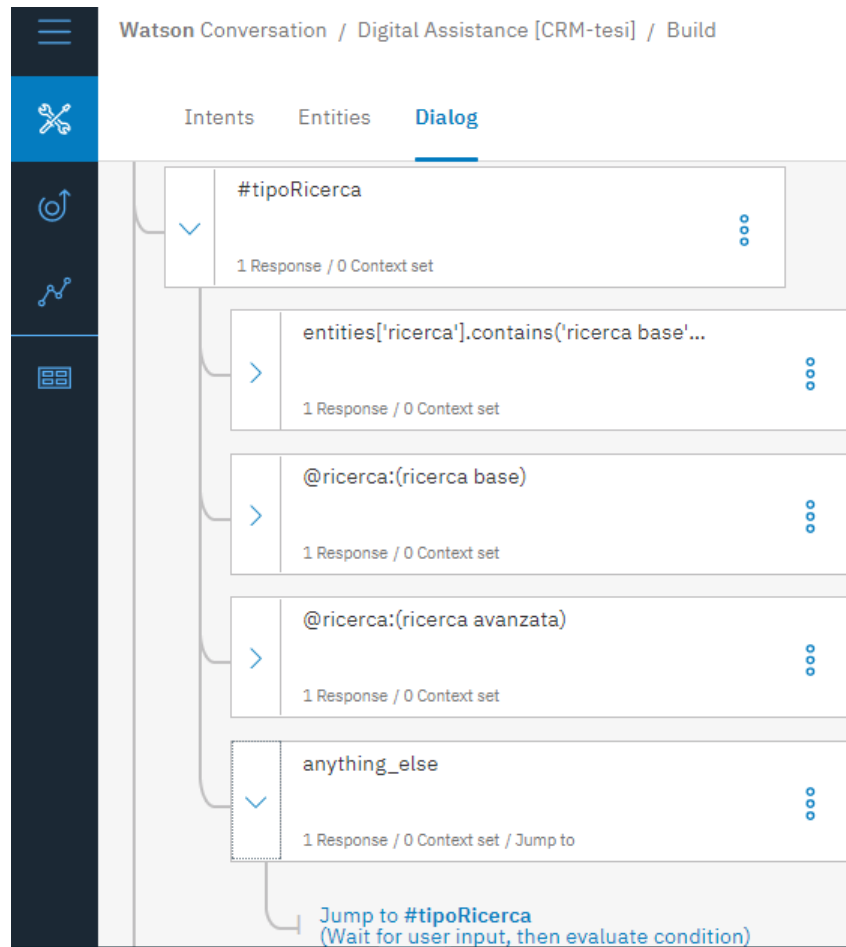 Watson Conversation / Digital Assistance [CRM-tesi] / Build
Intents Entities Dialog
#tipoRicerca
1 Response / 0 Context set
entities['ricerca'].contains('ricerca base'...
1 Response / 0 Context set
@ricerca:(ricerca base)
1 Response / 0 Context set
@ricerca:(ricerca avanzata)
1 Response / 0 Context set
anything_else
1 Response / 0 Context set / Jump to
Jump to #tipoRicerca
(Wait for user input, then evaluate condition)